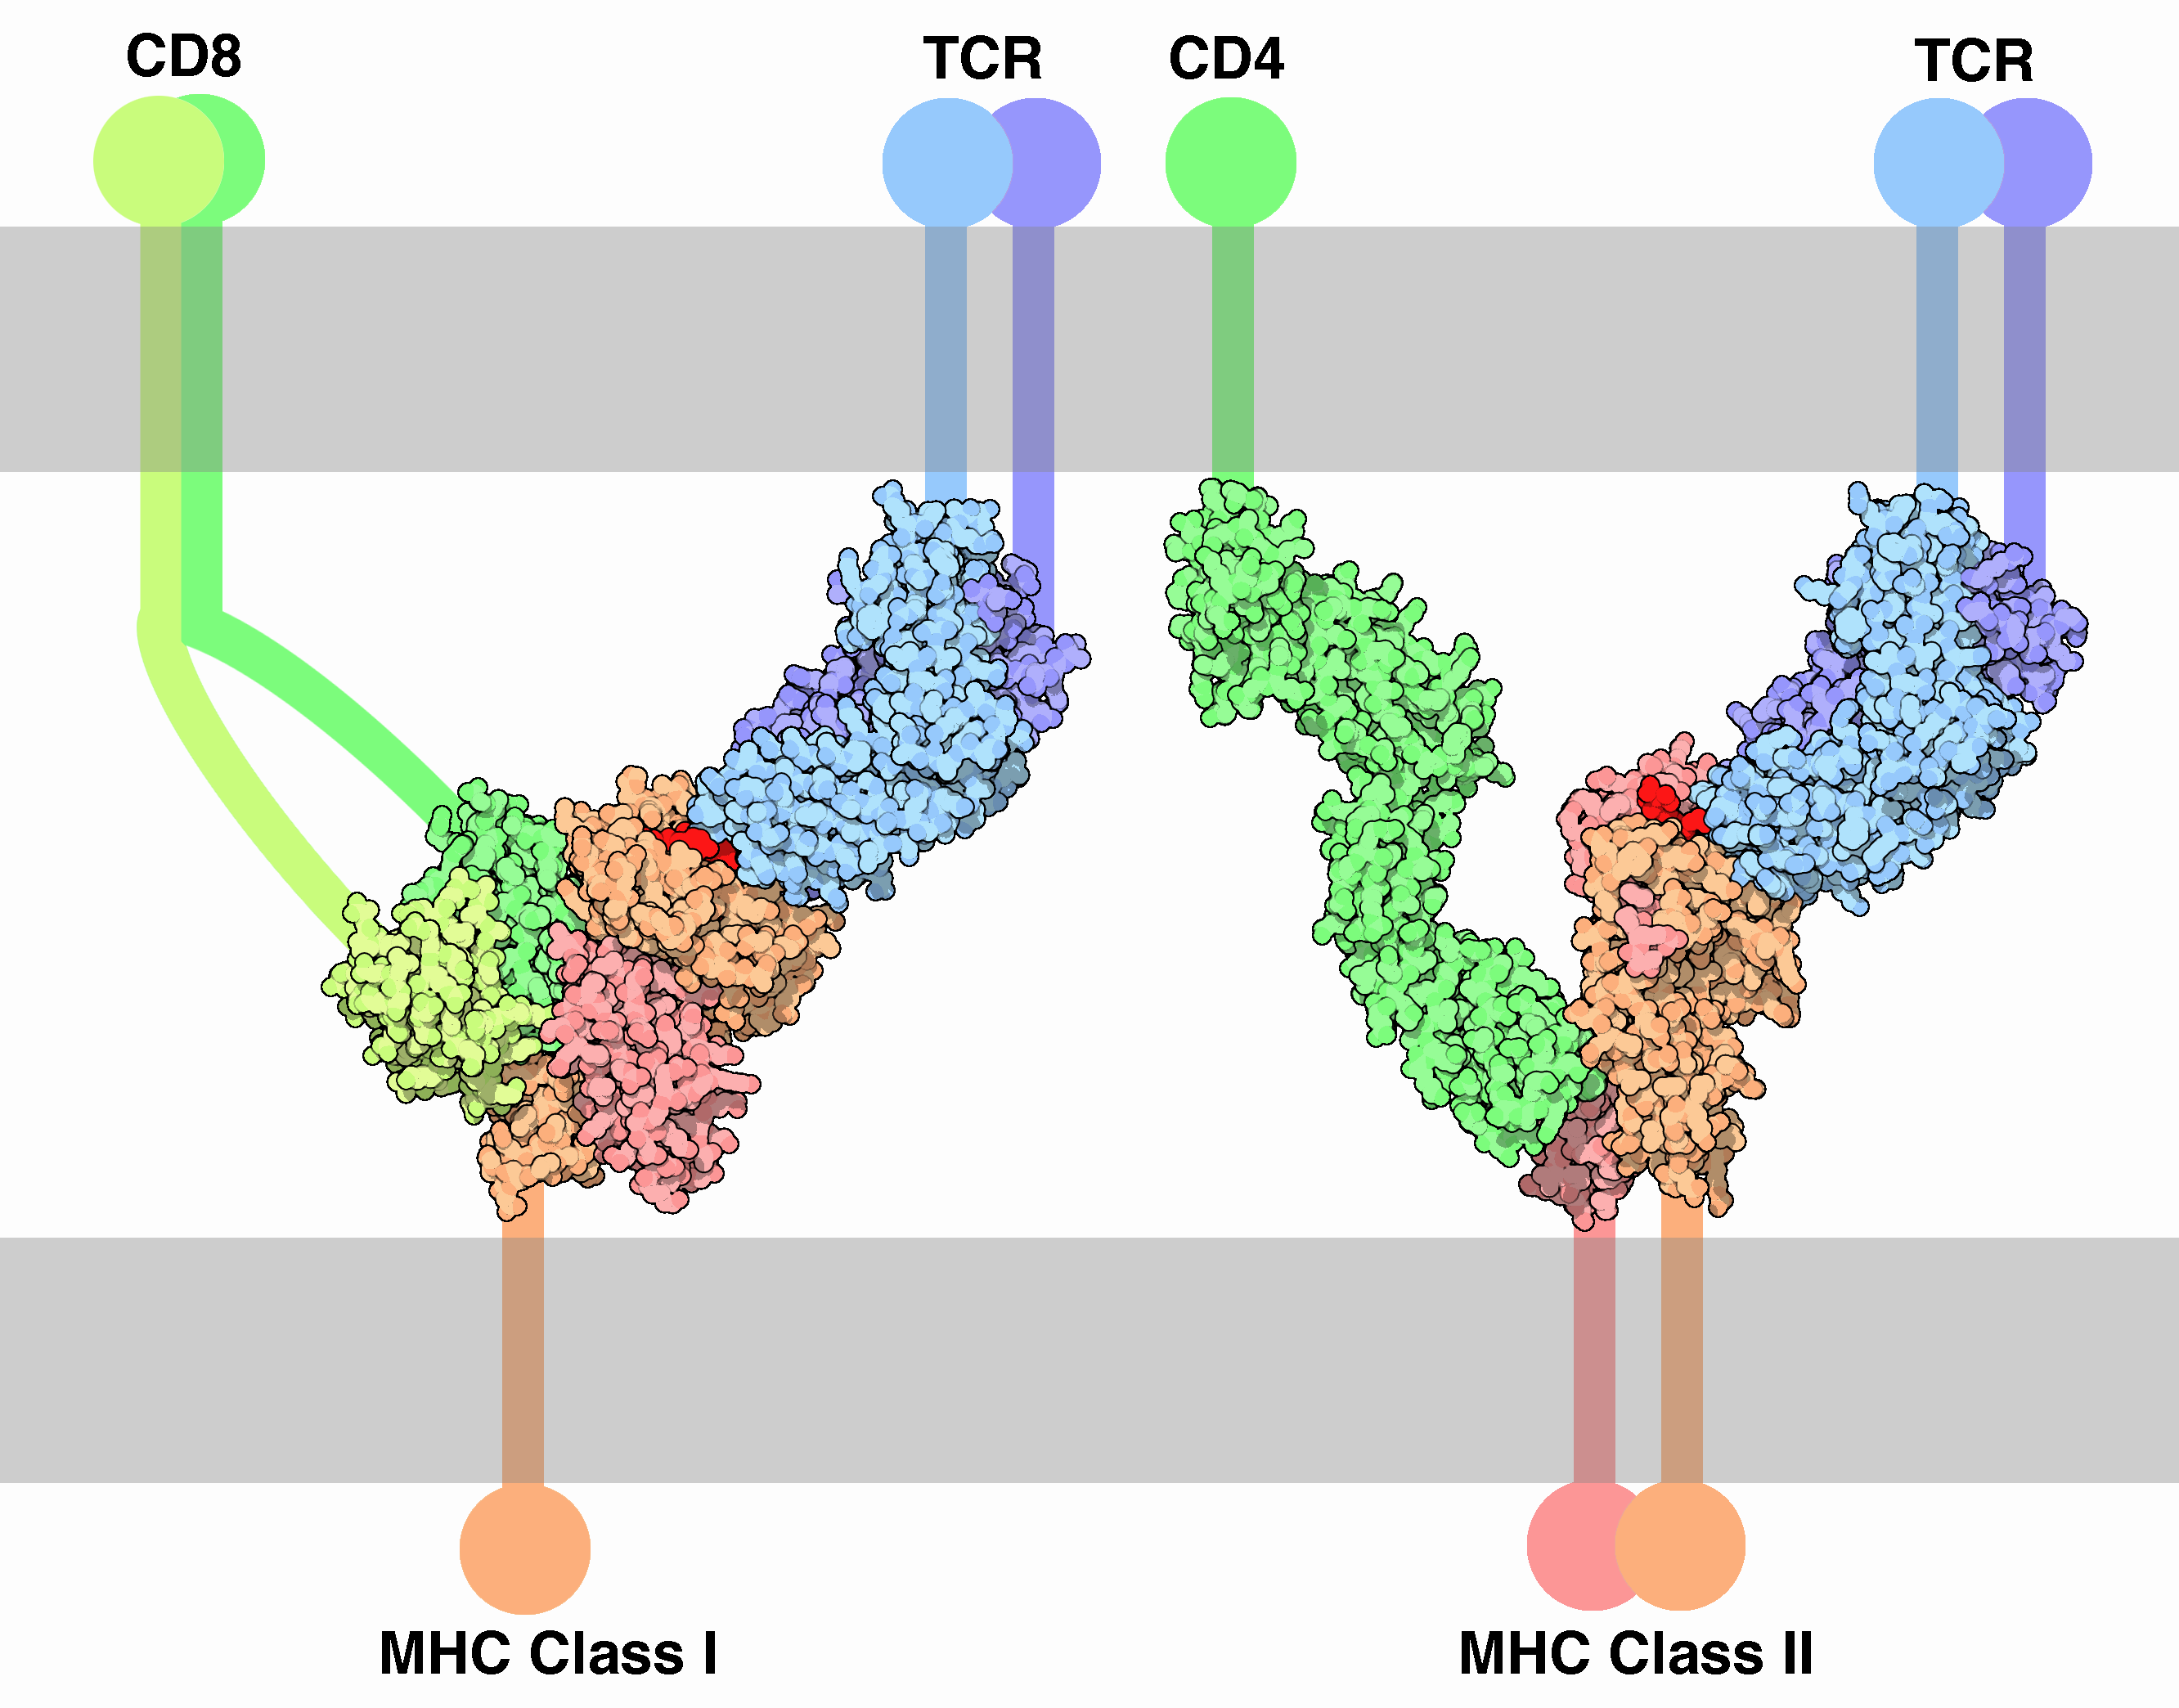 CD8
TCR
CD4
TCR
MHC Class I
MHC Class II